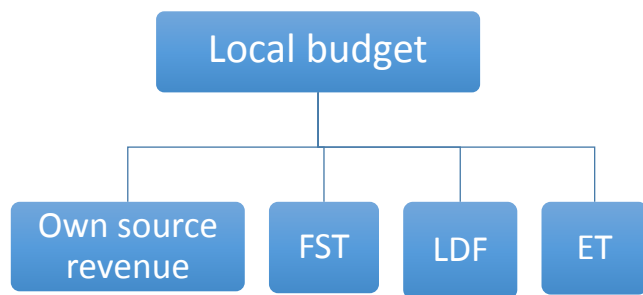 Local budget
Own source
revenue
FST
LDF
ET